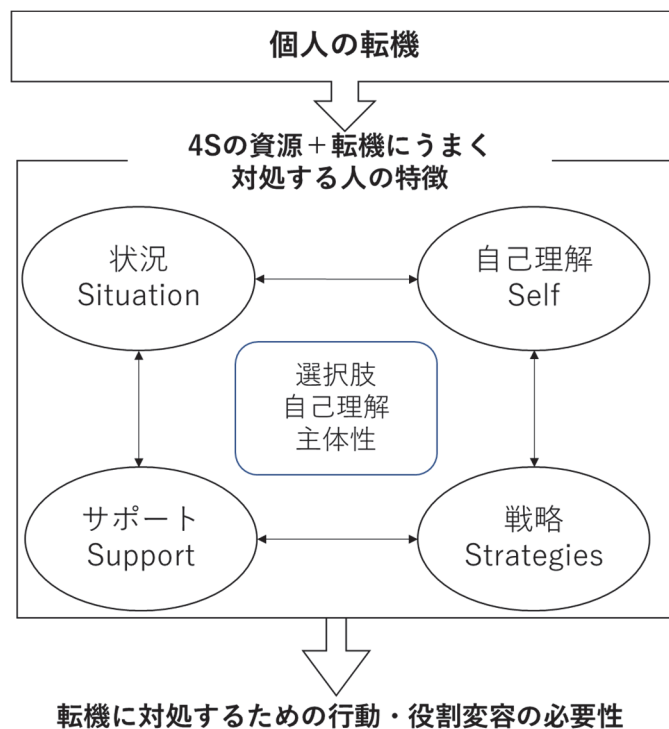 個人の転機
4Sの資源＋転機にうまく
対処する人の特徴
状況
Situation
自己理解
Self
選択肢
自己理解
主体性
サポート
Support
戦略
Strategies
転機に対処するための行動・役割変容の必要性